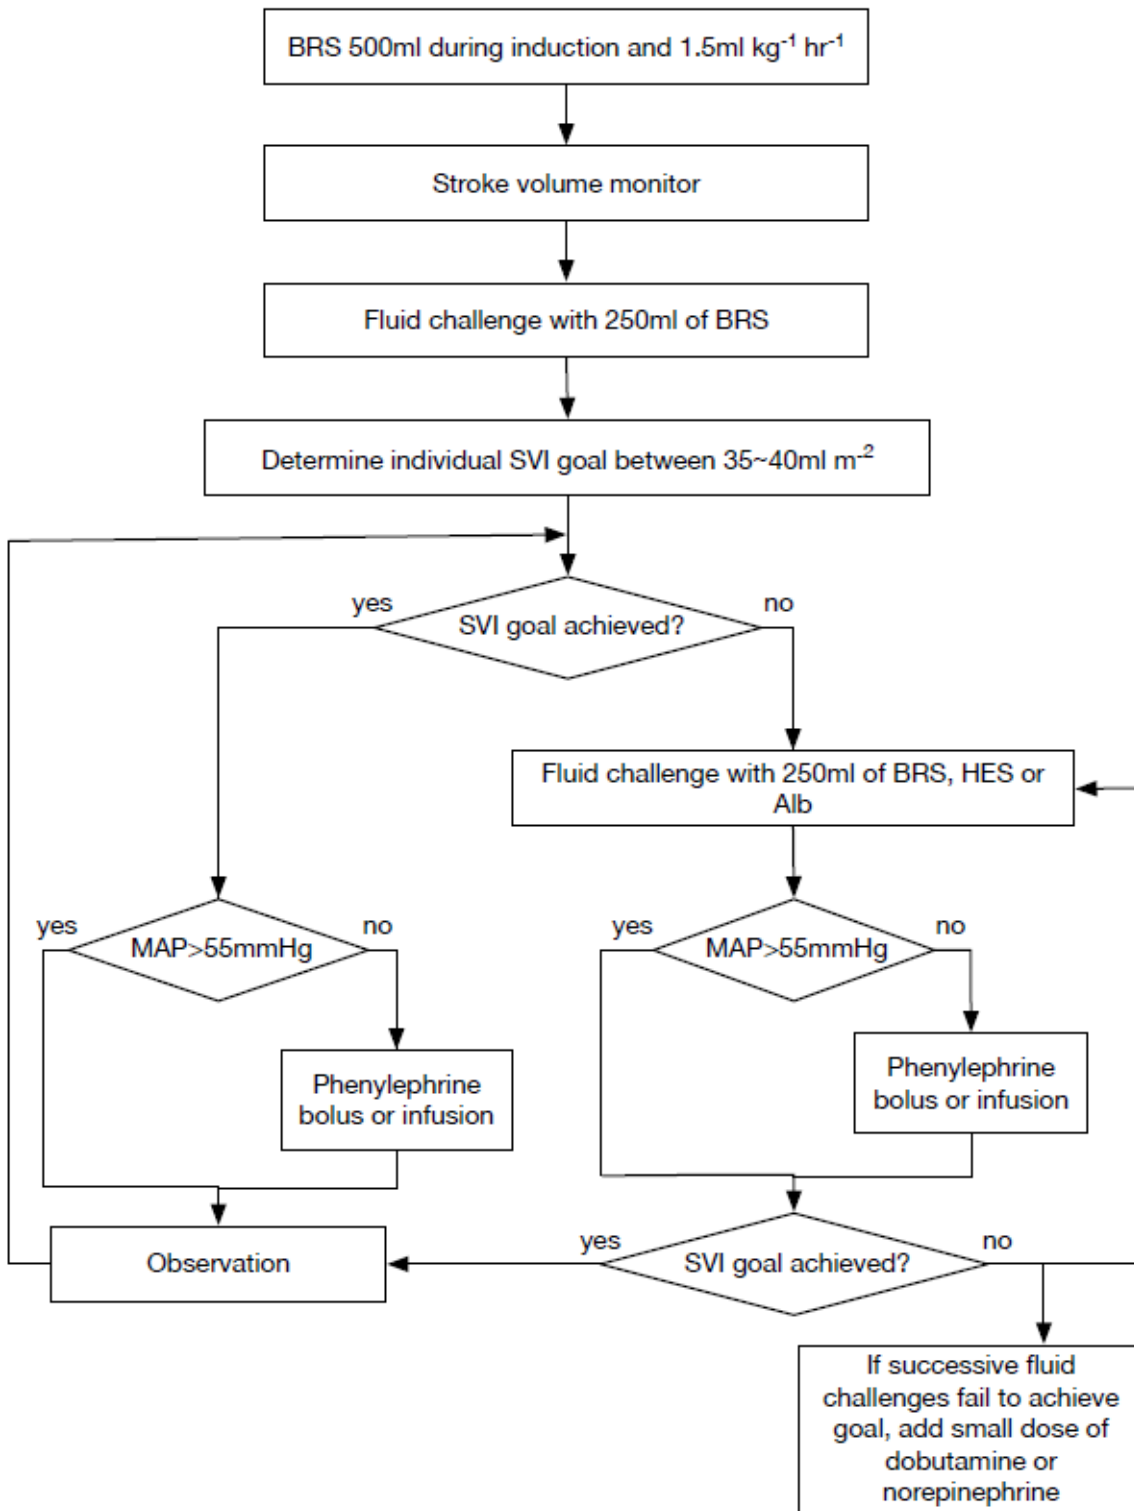 BRS 500ml during induction and 1.5ml kg⁻¹ hr⁻¹
Stroke volume monitor
Fluid challenge with 250ml of BRS
Determine individual SVI goal between 35~40ml m⁻²
yes
SVI goal achieved?
no
Fluid challenge with 250ml of BRS, HES or
Alb
yes
MAP>55mmHg
no
yes
MAP>55mmHg
no
Phenylephrine
bolus or infusion
Phenylephrine
bolus or infusion
Observation
yes
SVI goal achieved?
no
If successive fluid
challenges fail to achieve
goal, add small dose of
dobutamine or
norepinephrine